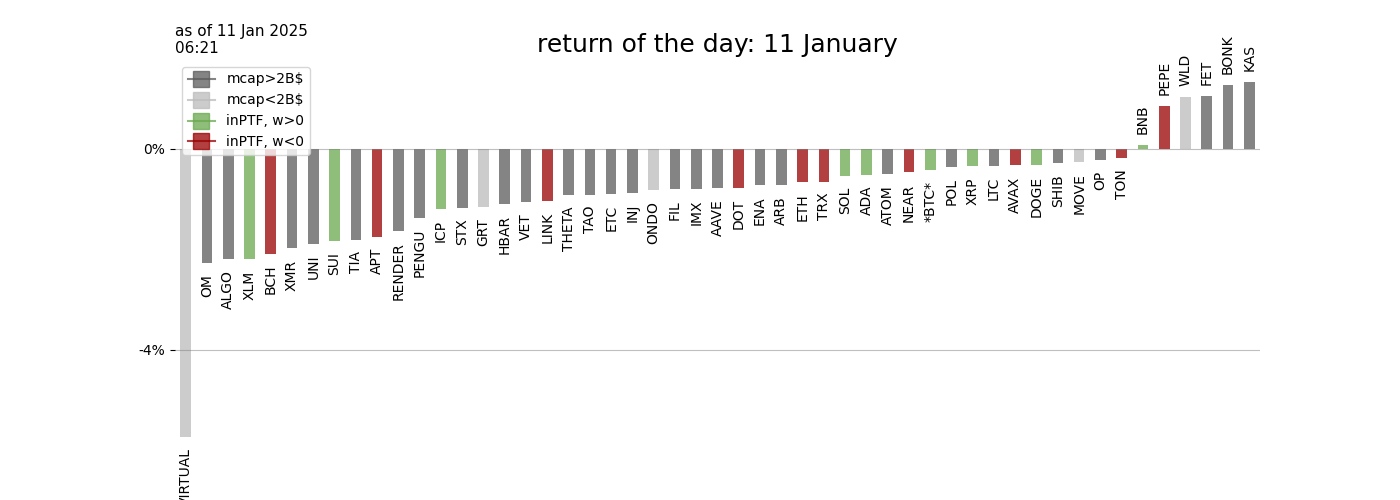 as of 11 Jan 2025
06:21
return of the day: 11 January
mcap>2B$
mcap<2B$
inPTF, w>0
inPTF, w<0
0%
-4%
VIRTUAL
OM
ALGO
XLM
BCH
XMR
UNI
SUI
TIA
APT
RENDER
PENGU
ICP
STX
GRT
HBAR
VET
LINK
THETA
TAO
ETC
INJ
ONDO
FIL
IMX
AAVE
DOT
ENA
ARB
ETH
TRX
SOL
ADA
ATOM
NEAR
*BTC*
POL
XRP
LTC
AVAX
DOGE
SHIB
MOVE
OP
TON
BNB
PEPE
WLD
FET
BONK
KAS